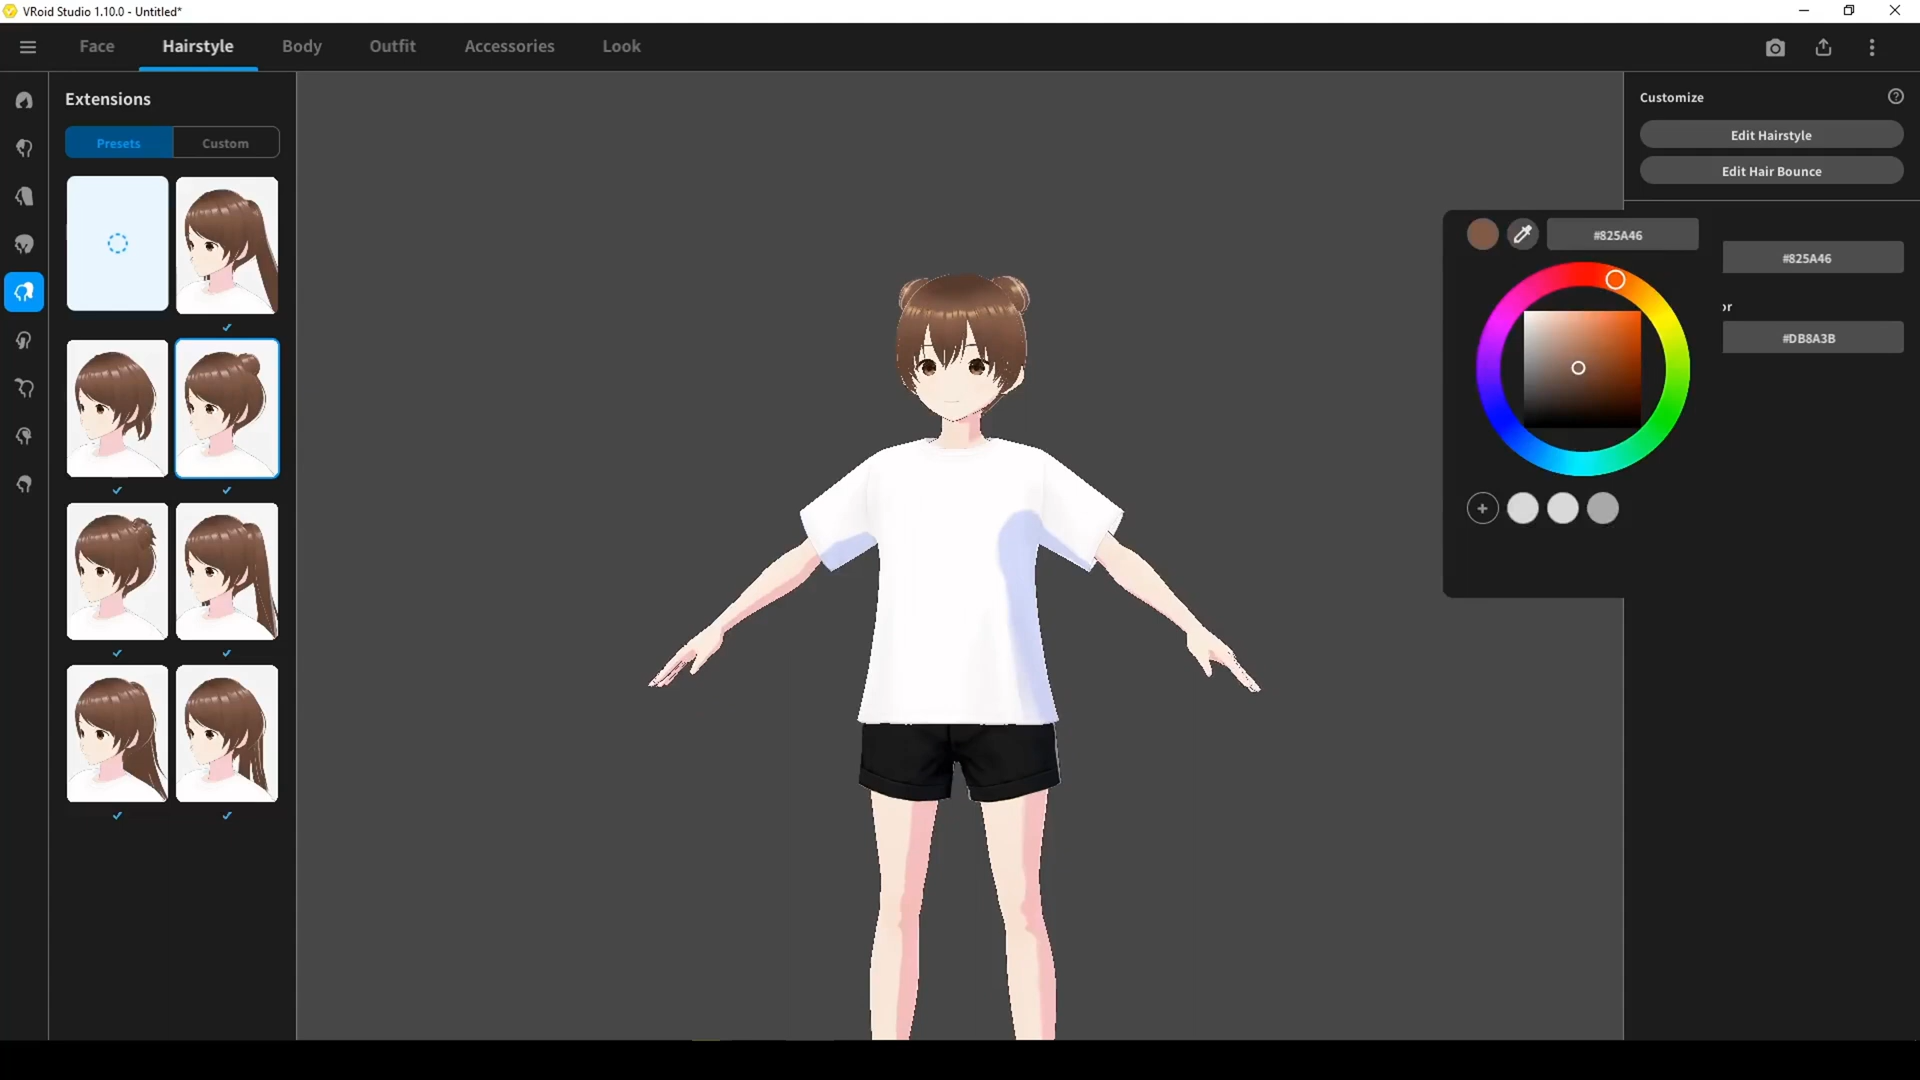 VRoid Studio 1.10.0 - Untitled*
Face
Hairstyle
Body
Outfit
Accessories
Look
Extensions
Presets
Custom
Customize
Edit Hairstyle
Edit Hair Bounce
#825A46
#825A46
or
#DB8A3B